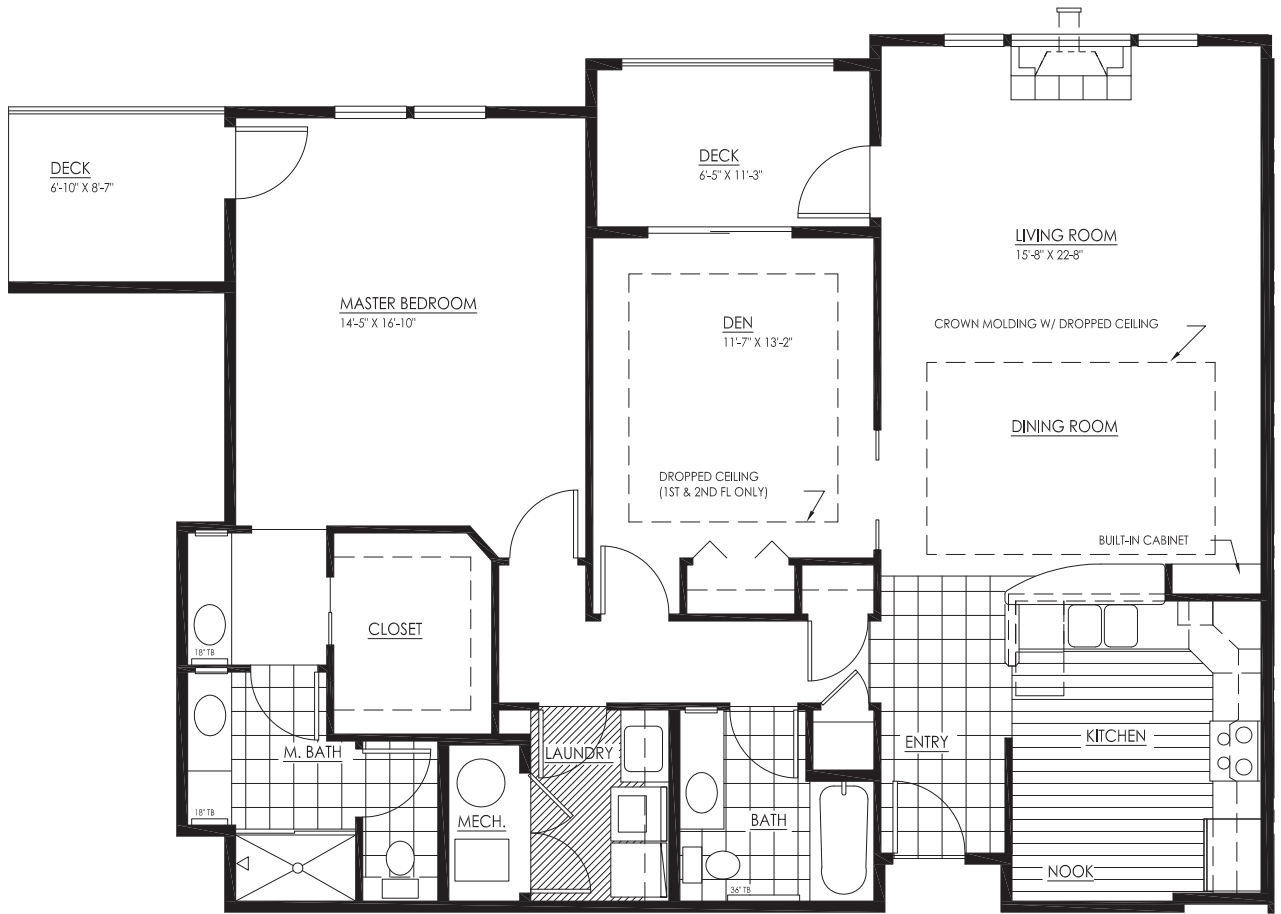 DECK
6'-10" X 8'-7"
DECK
6'-5" X 11'-3"
LIVING ROOM
15'-8" X 22-8"
MASTER BEDROOM
14'-5" X 16'-10"
DEN
11'-7" X 13'-2"
CROWN MOLDING W/ DROPPED CEILING
DINING ROOM
DROPPED CEILING
(1ST & 2ND FL ONLY)
BUILT-IN CABINET
CLOSET
18" TB
M. BATH
LAUNDRY
ENTRY
KITCHEN
18" TB
MECH.
BATH
NOOK
36" TB